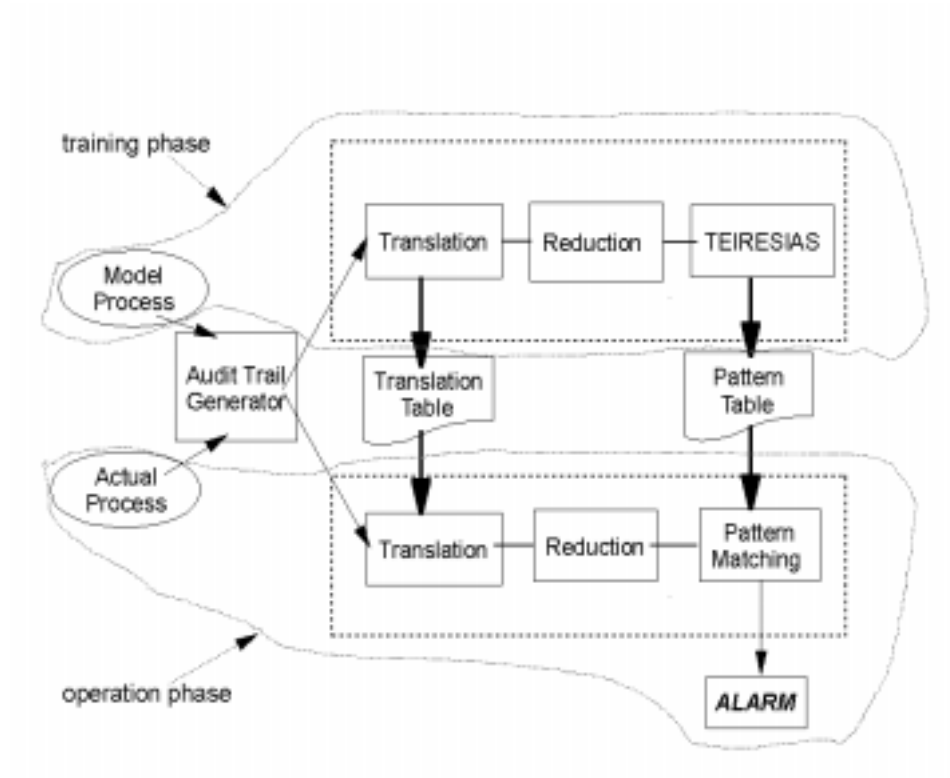 training phase
Translation
Reduction
TEIRESIAS
Model
Process
Audit Trail
Generator
Translation
Table
Pattern
Table
Actual
Process
Translation
Reduction
Pattern
Matching
operation phase
ALARM